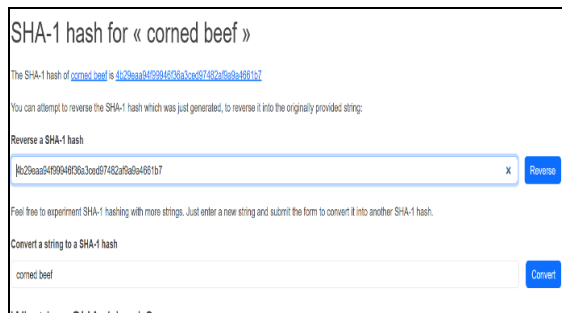 SHA-1 hash for « corned beef »
The SHA-1 hash of corned beef is 4b29eaa94f99946f36a3ced97482af9a9a4661b7
You can attempt to reverse the SHA-1 hash which was just generated, to reverse it into the originally provided string:
Reverse a SHA-1 hash
4b29eaa94f99946f36a3ced97482af9a9a4661b7 x Reverse
Feel free to experiment SHA-1 hashing with more strings. Just enter a new string and submit the form to convert it into another SHA-1 hash.
Convert a string to a SHA-1 hash
corned beef Convert